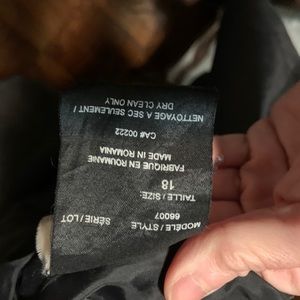 MODÈLE / STYLE SÉRIE / LOT
66007
TAILLE / SIZE:
18
FABRIQUE EN ROUMANIE
MADE IN ROMANIA
CA# 00222
NETTOYAGE A SEC SEULEMENT /
DRY CLEAN ONLY